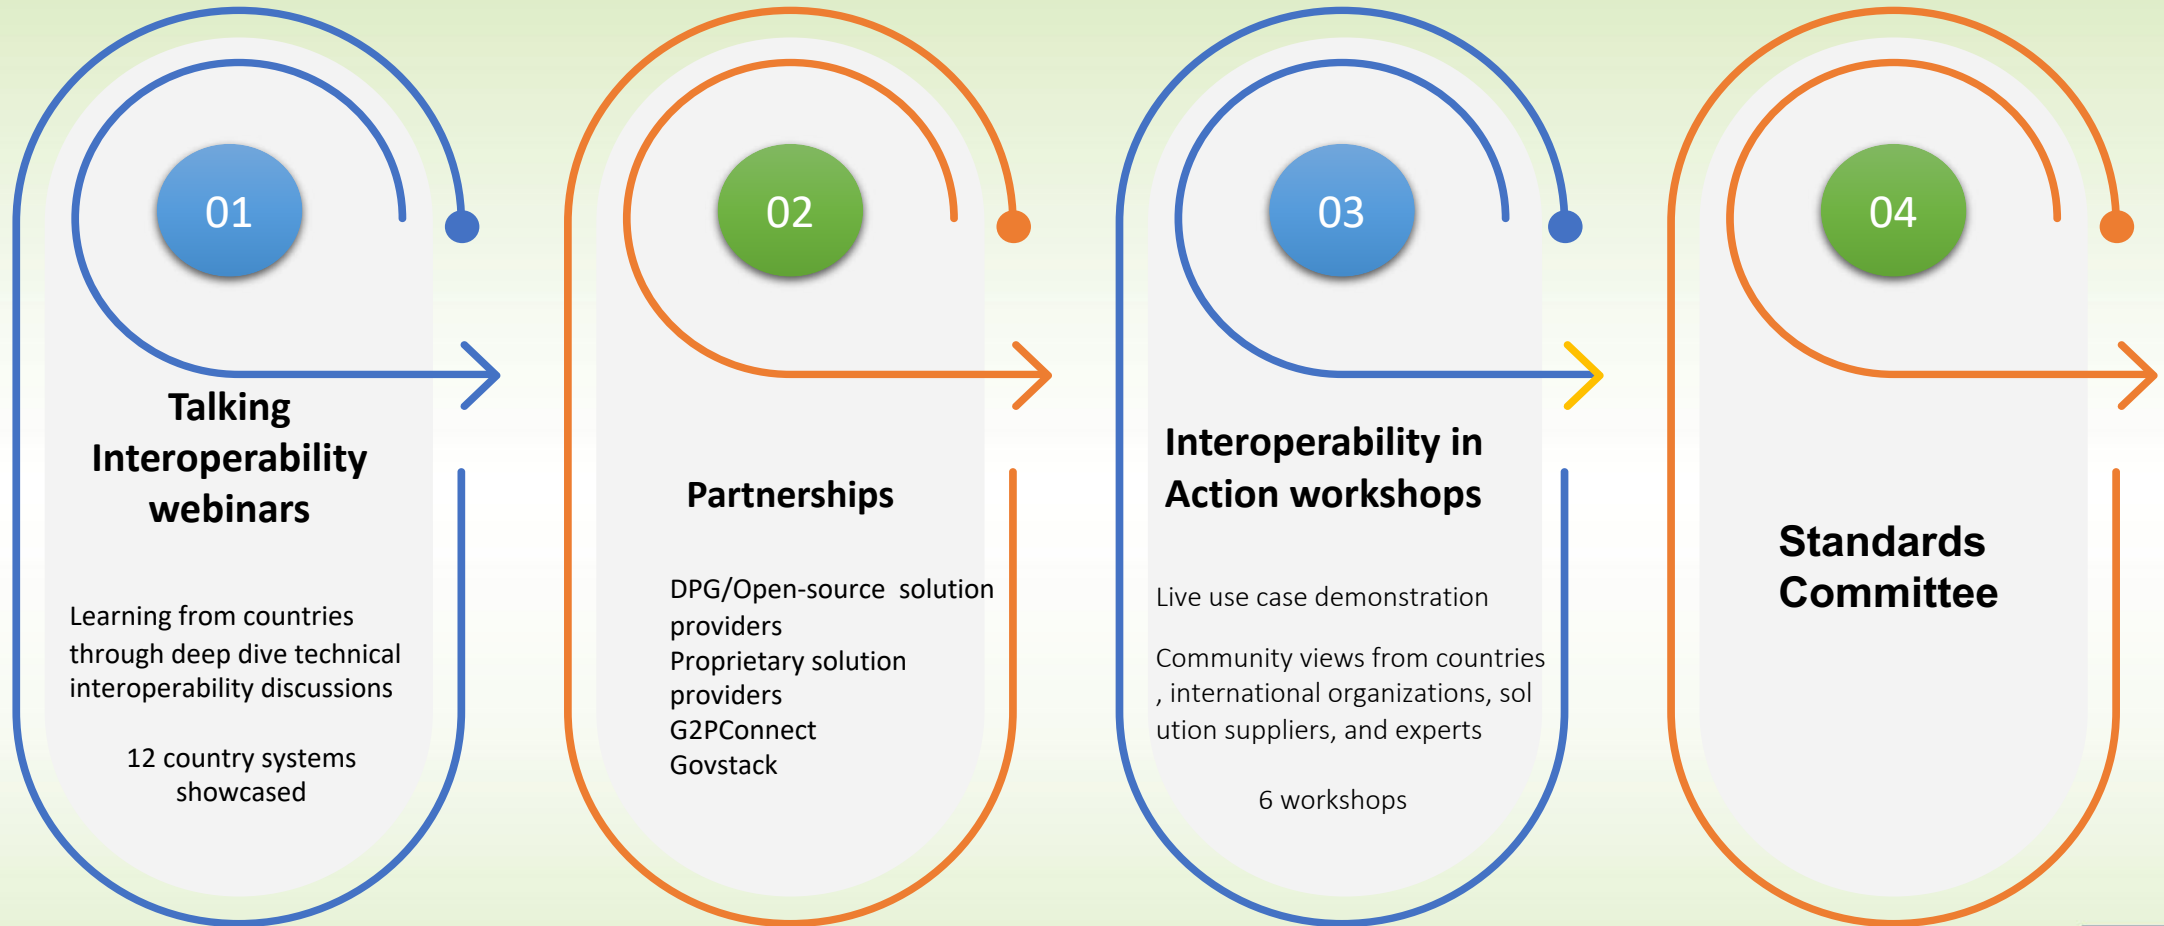 01
Talking
Interoperability
webinars
Learning from countries
through deep dive technical
interoperability discussions
12 country systems
showcased
02
Partnerships
DPG/Open-source solution
providers
Proprietary solution
providers
G2PConnect
Govstack
03
Interoperability in
Action workshops
Live use case demonstration
Community views from countries
, international organizations, sol
ution suppliers, and experts
6 workshops
04
Standards
Committee